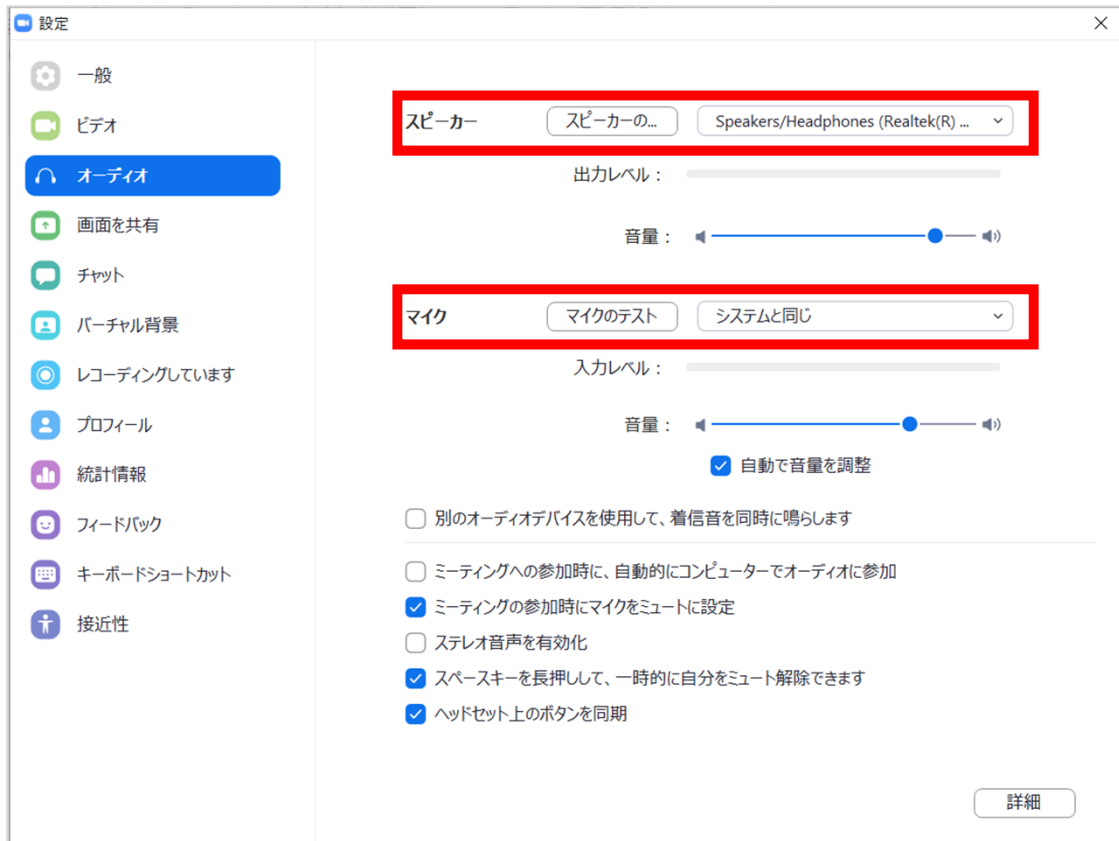 設定
一般
ビデオ
オーディオ
画面を共有
チャット
バーチャル背景
レコーディングしています
プロフィール
統計情報
フィードバック
キーボードショートカット
接近性
スピーカー スピーカーの... Speakers/Headphones (Realtek(R) ...
出力レベル：
音量：
マイク マイクのテスト システムと同じ
入力レベル：
音量：
自動で音量を調整
別のオーディオデバイスを使用して、着信音を同時に鳴らします
ミーティングへの参加時に、自動的にコンピューターでオーディオに参加
ミーティングの参加時にマイクをミュートに設定
ステレオ音声を有効化
スペースキーを長押しして、一時的に自分をミュート解除できます
ヘッドセット上のボタンを同期
詳細